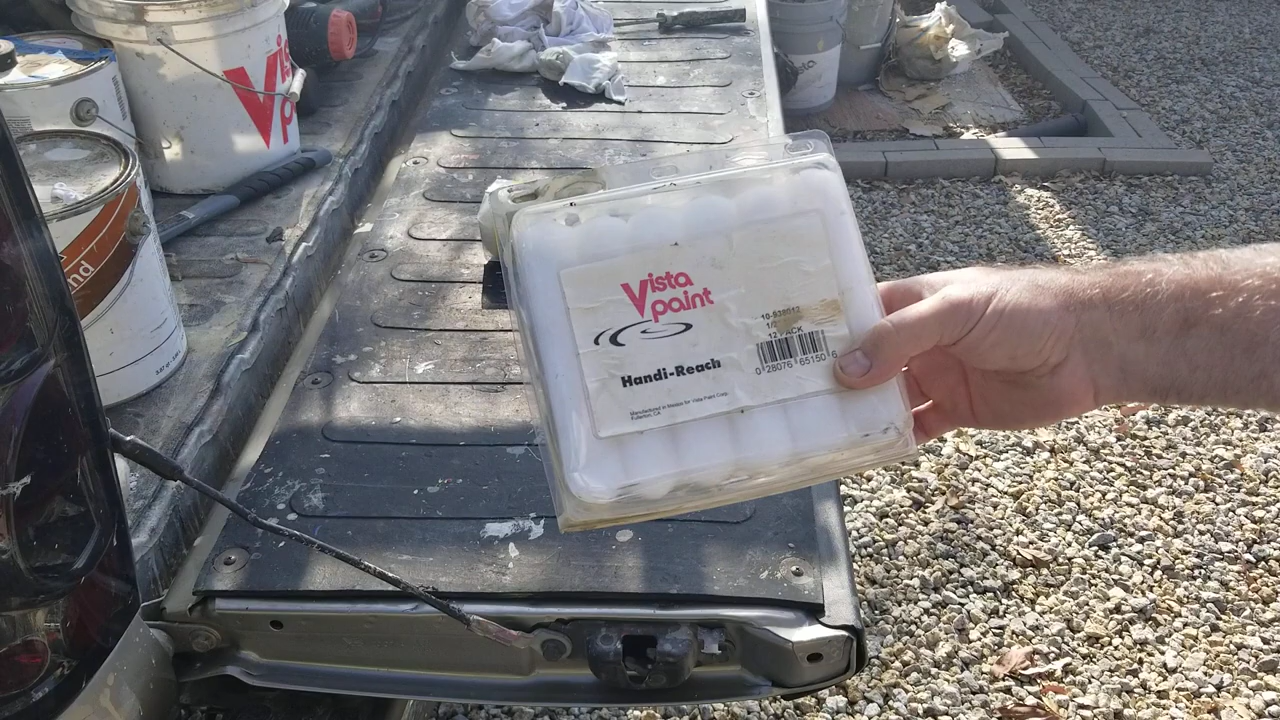 Vista
Vista
paint
10-538012
12 PACK
0 28076 65150 6
Handi-Reach
Manufactured in Mexico for Vista Paint Corp.
Fullerton, CA